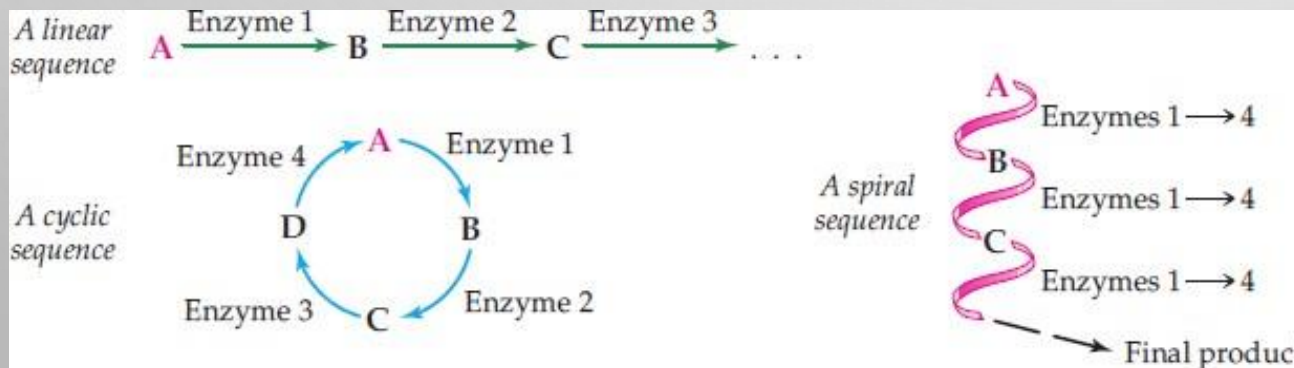 A linear
sequence
A Enzyme 1 B Enzyme 2 C Enzyme 3 . . .
A cyclic
sequence
A
Enzyme 1
B
Enzyme 2
C
Enzyme 3
D
Enzyme 4
A spiral
sequence
A
Enzymes 1→4
B
Enzymes 1→4
C
Enzymes 1→4
Final produc